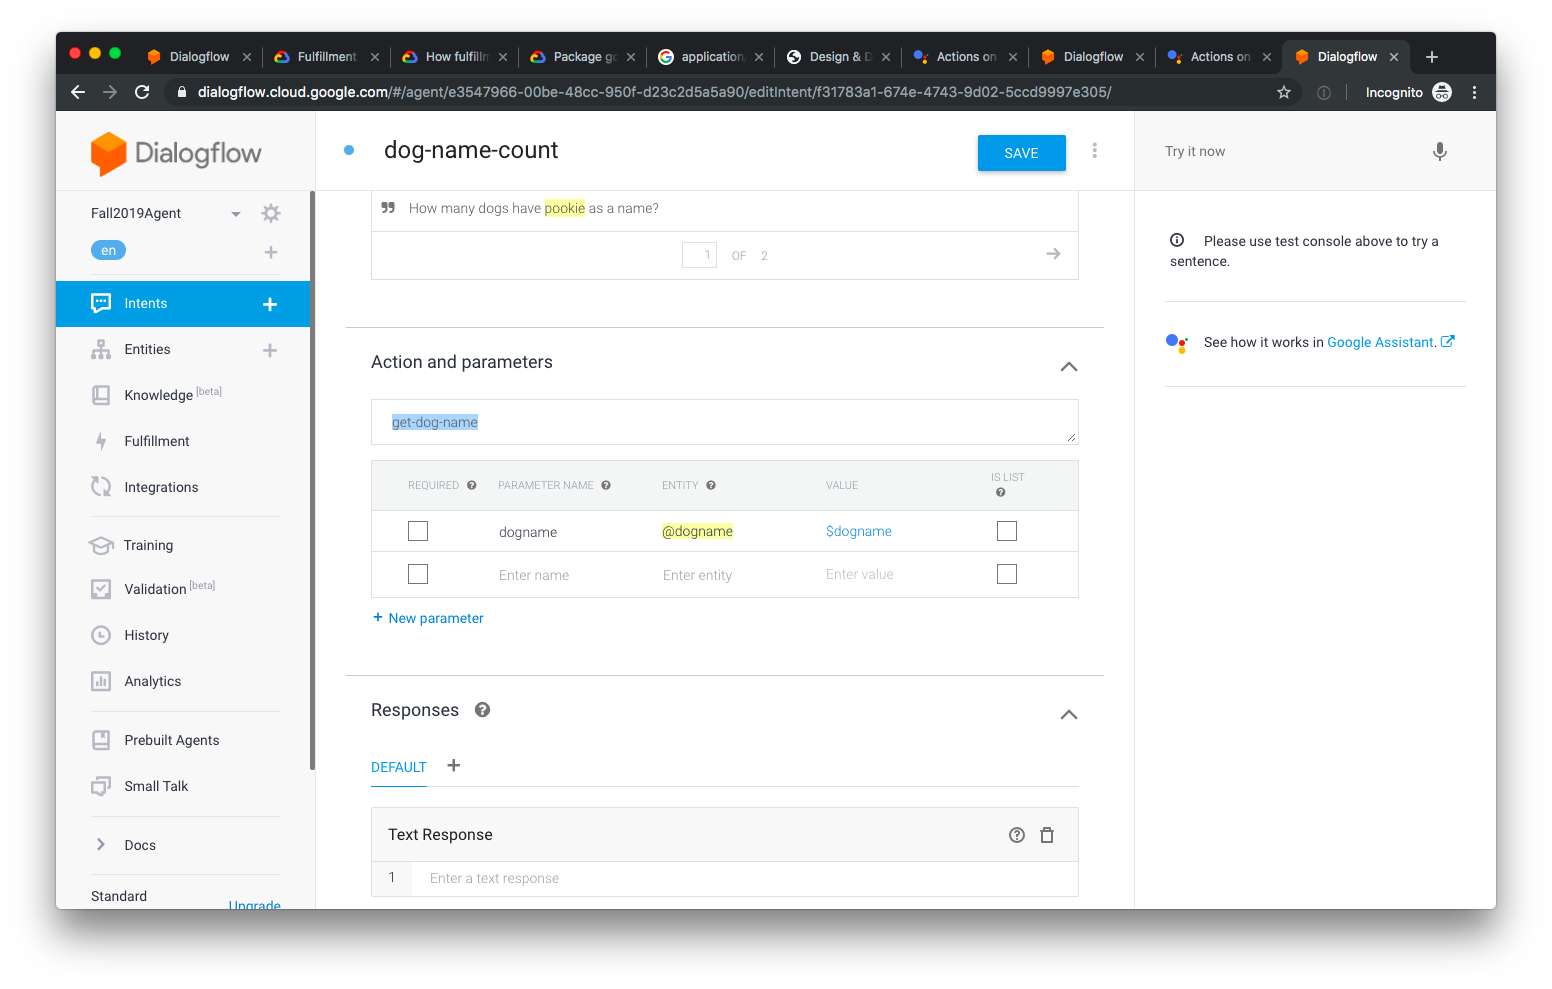 Dialogflow
Fulfillment
How fulfillm
Package go
application
Design & D
Actions on
Dialogflow
Actions on
Dialogflow
dialogflow.cloud.google.com/#/agent/e3547966-00be-48cc-950f-d23c2d5a5a90/editIntent/f31783a1-674e-4743-9d02-5ccd9997e305/
Incognito
Dialogflow
dog-name-count
SAVE
Try it now
Fall2019Agent
en
Intents
Entities
Knowledge [beta]
Fulfillment
Integrations
Training
Validation [beta]
History
Analytics
Prebuilt Agents
Small Talk
Docs
Standard
Upgrade
How many dogs have pookie as a name?
1 OF 2
Action and parameters
get-dog-name
REQUIRED PARAMETER NAME ENTITY VALUE IS LIST
dogname @dogname $dogname
Enter name Enter entity Enter value
+ New parameter
Responses
DEFAULT
Text Response
1 Enter a text response
Please use test console above to try a
sentence.
See how it works in Google Assistant.